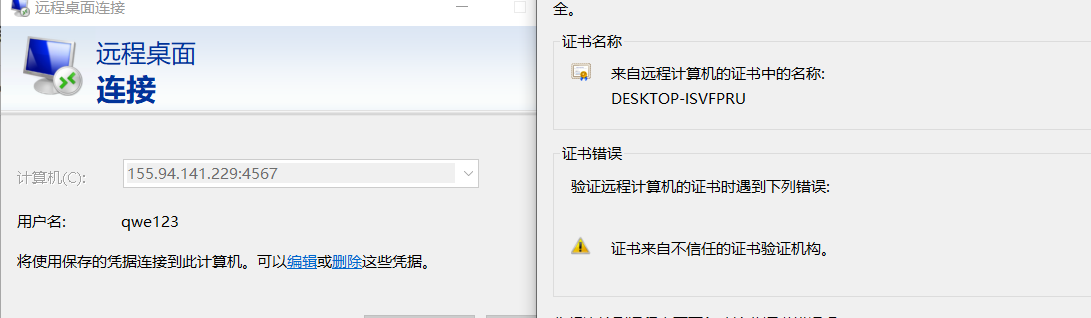 远程桌面连接
远程桌面
连接
计算机(C):
155.94.141.229:4567
用户名:
qwe123
将使用保存的凭据连接到此计算机。可以编辑或删除这些凭据。
全。
证书名称
来自远程计算机的证书中的名称:
DESKTOP-ISVFPRU
证书错误
验证远程计算机的证书时遇到下列错误:
证书来自不信任的证书验证机构。